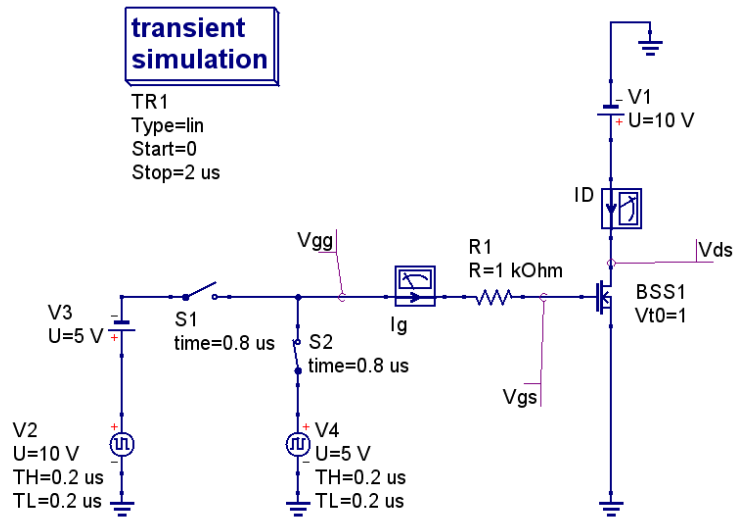 transient
simulation
TR1
Type=lin
Start=0
Stop=2 us
V1
U=10 V
ID
Vds
BSS1
Vt0=1
Vgg
R1
R=1 kOhm
Ig
Vgs
V3
U=5 V
S1
time=0.8 us
S2
time=0.8 us
V2
U=10 V
TH=0.2 us
TL=0.2 us
V4
U=5 V
TH=0.2 us
TL=0.2 us